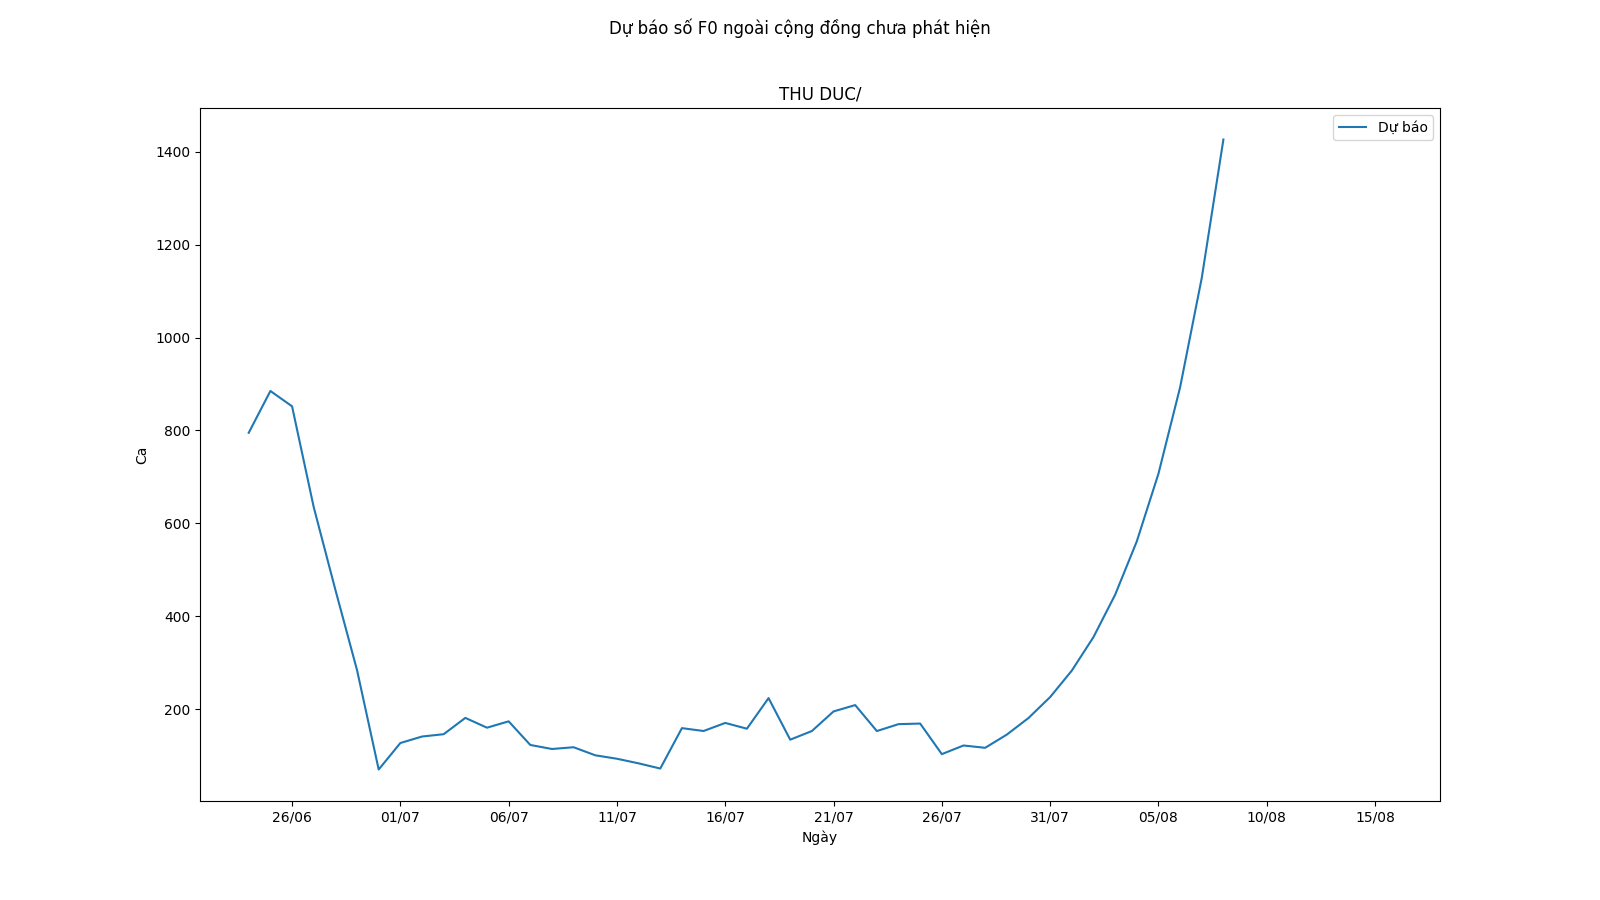 Dự báo số F0 ngoài cộng đồng chưa phát hiện
THU DUC/
Dự báo
1400
1200
1000
800
600
400
200
Ca
26/06 01/07 06/07 11/07 16/07 21/07 26/07 31/07 05/08 10/08 15/08
Ngày